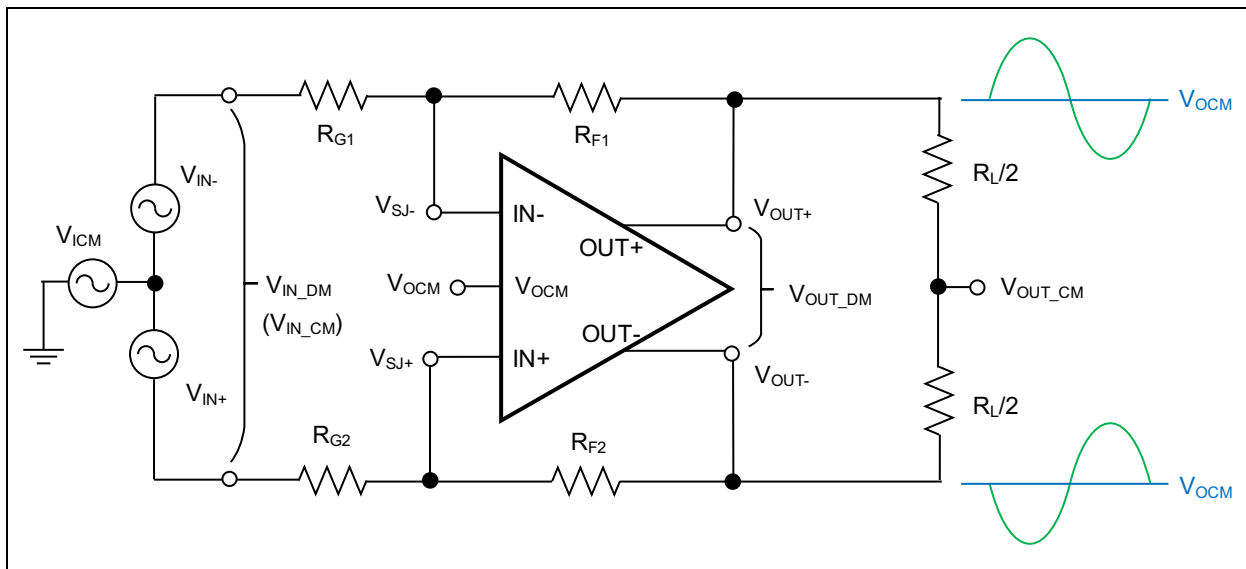 V_OCM
R_G1
R_F1
R_L/2
V_IN-
V_SJ-
IN-
V_OUT+
OUT+
V_ICM
V_IN_DM
(V_IN_CM)
V_OCM
V_OCM
V_OUT_DM
V_OUT_CM
OUT-
V_SJ+
IN+
V_OUT-
V_IN+
R_L/2
R_G2
R_F2
V_OCM